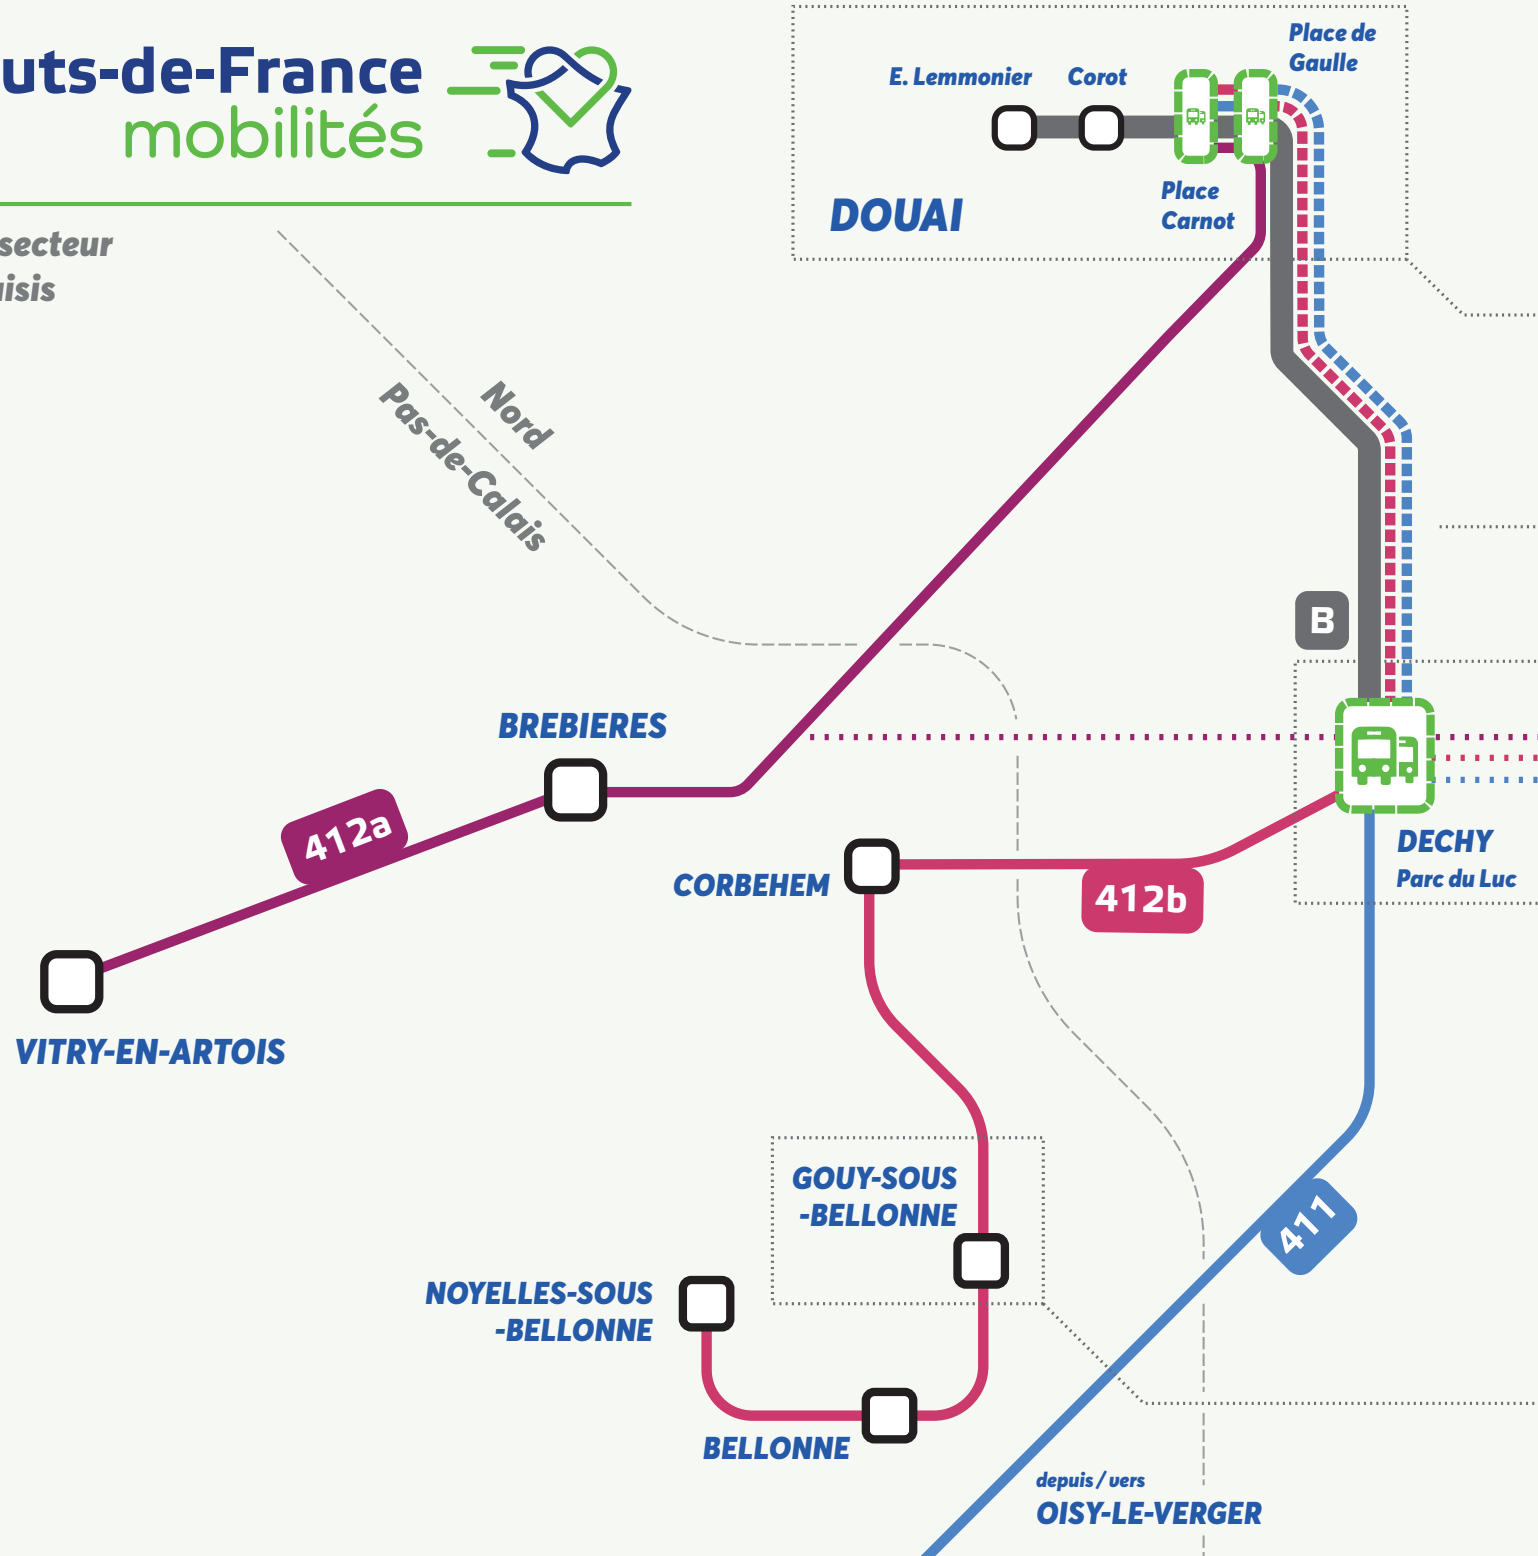 uts-de-France
mobilités
secteur
isis
E. Lemmonier
Corot
Place de
Gaulle
Place
Carnot
DOUAI
Nord
Pas-de-Calais
B
BREBIERES
412a
VITRY-EN-ARTOIS
CORBEHEM
412b
DECHY
Parc du Luc
GOUY-SOUS
-BELLONNE
411
NOYELLES-SOUS
-BELLONNE
BELLONNE
depuis / vers
OISY-LE-VERGER